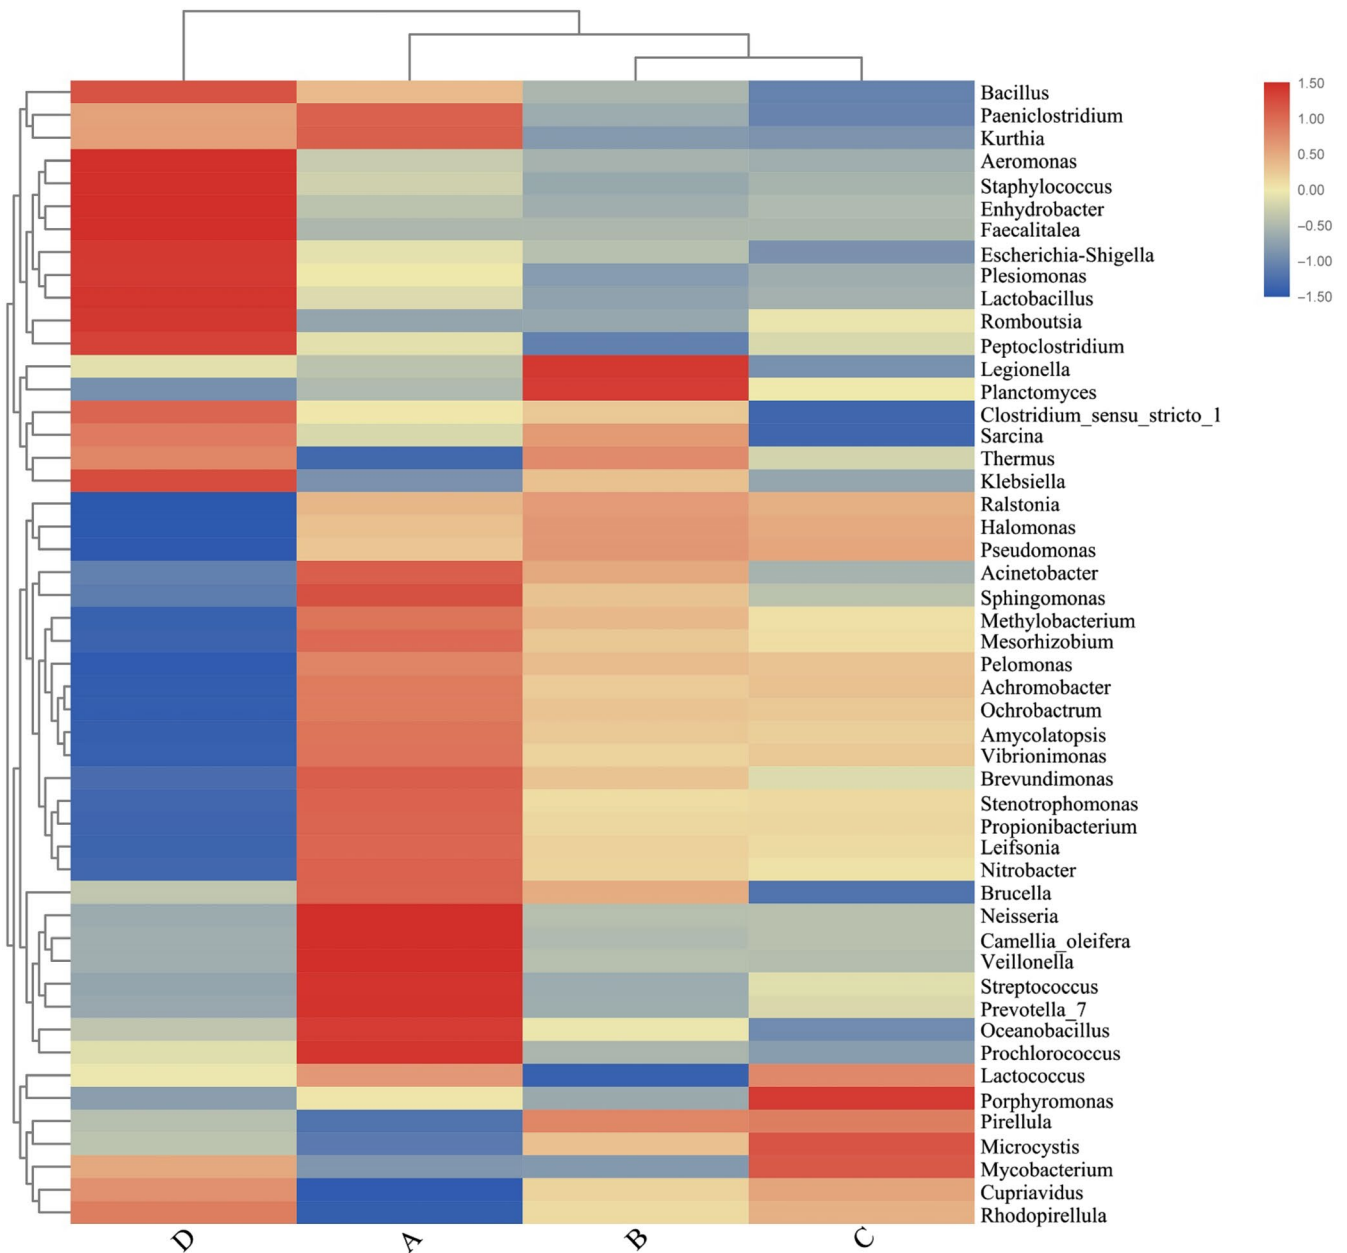 Bacillus
Paeniclostridium
Kurthia
Aeromonas
Staphylococcus
Enhydrobacter
Faecalitalea
Escherichia-Shigella
Plesiomonas
Lactobacillus
Romboutsia
Peptoclostridium
Legionella
Planctomyces
Clostridium_sensu_stricto_1
Sarcina
Thermus
Klebsiella
Ralstonia
Halomonas
Pseudomonas
Acinetobacter
Sphingomonas
Methylobacterium
Mesorhizobium
Pelomonas
Achromobacter
Ochrobactrum
Amycolatopsis
Vibrionimonas
Brevundimonas
Stenotrophomonas
Propionibacterium
Leifsonia
Nitrobacter
Brucella
Neisseria
Camellia_oleifera
Veillonella
Streptococcus
Prevotella_7
Oceanobacillus
Prochlorococcus
Lactococcus
Porphyromonas
Pirellula
Microcystis
Mycobacterium
Cupriavidus
Rhodopirellula
1.50
1.00
0.50
0.00
−0.50
−1.00
−1.50
D A B C